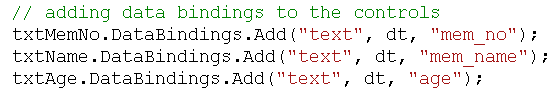 // adding data bindings to the controls
txtMemNo.DataBindings.Add("text", dt, "mem_no");
txtName.DataBindings.Add("text", dt, "mem_name");
txtAge.DataBindings.Add("text", dt, "age");